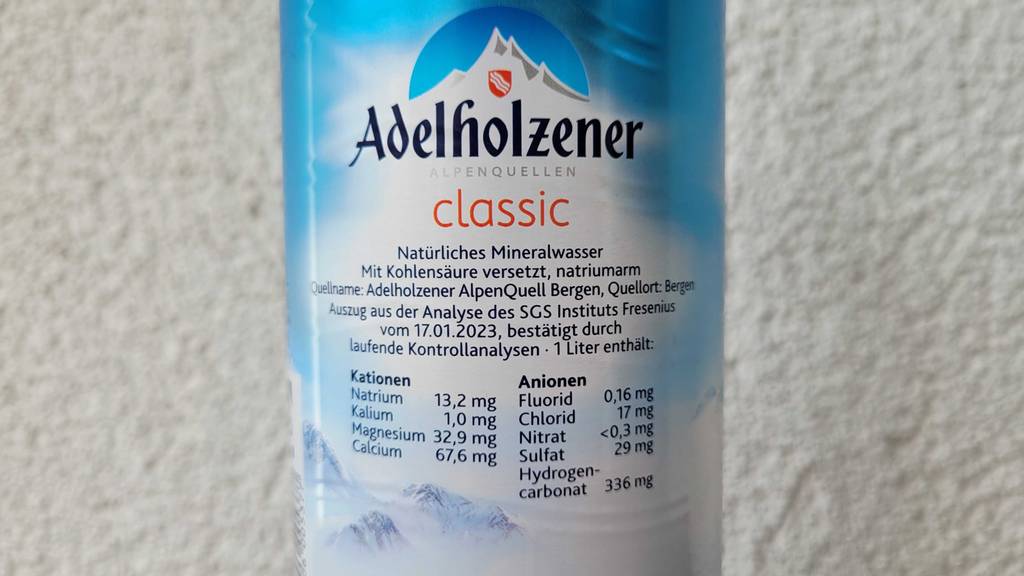 Adelholzener
ALPENQUELLEN
classic
Natürliches Mineralwasser
Mit Kohlensäure versetzt, natriumarm
Quellname: Adelholzener AlpenQuell Bergen, Quellort: Bergen
Auszug aus der Analyse des SGS Instituts Fresenius
vom 17.01.2023, bestätigt durch
laufende Kontrollanalysen · 1 Liter enthält:
Kationen
Natrium 13,2 mg
Kalium 1,0 mg
Magnesium 32,9 mg
Calcium 67,6 mg
Anionen
Fluorid 0,16 mg
Chlorid 17 mg
Nitrat <0,3 mg
Sulfat 29 mg
Hydrogen-
carbonat 336 mg